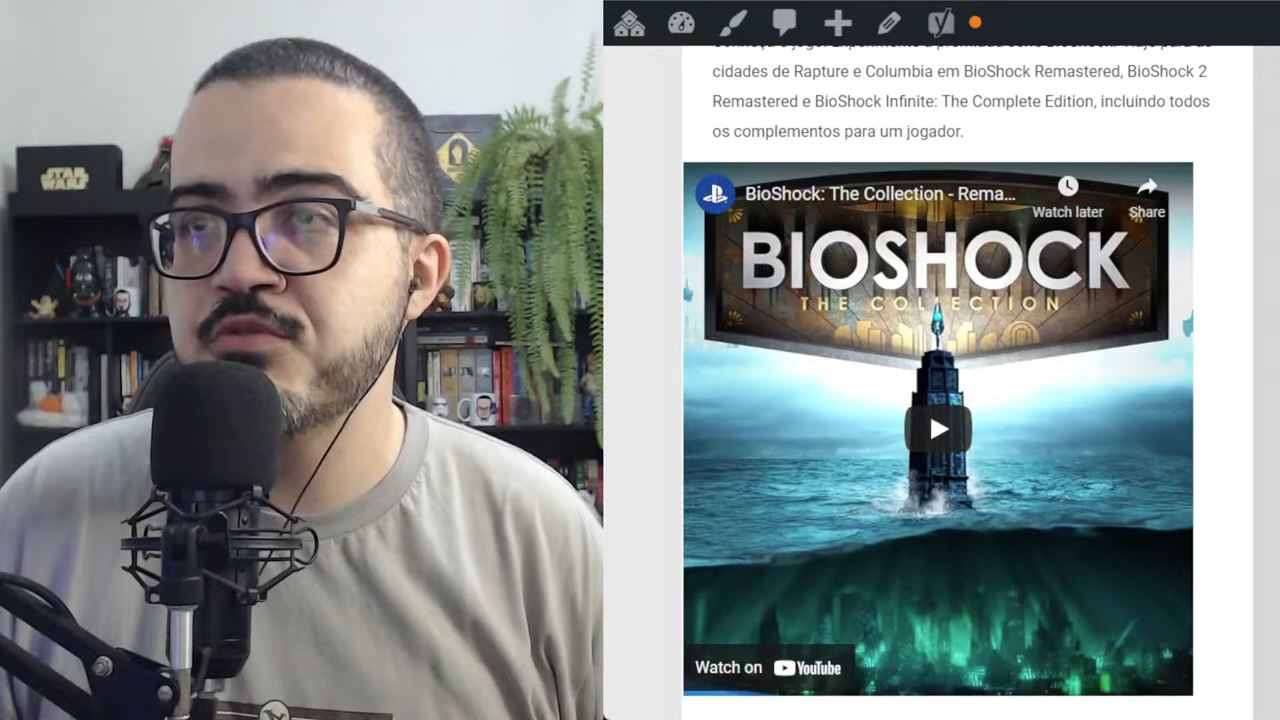 STAR
WARS
cidades de Rapture e Columbia em BioShock Remastered, BioShock 2
Remastered e BioShock Infinite: The Complete Edition, incluindo todos
os complementos para um jogador.
BioShock: The Collection - Rema...
Watch later
Share
BIOSHOCK
THE COLLECTION
Watch on YouTube